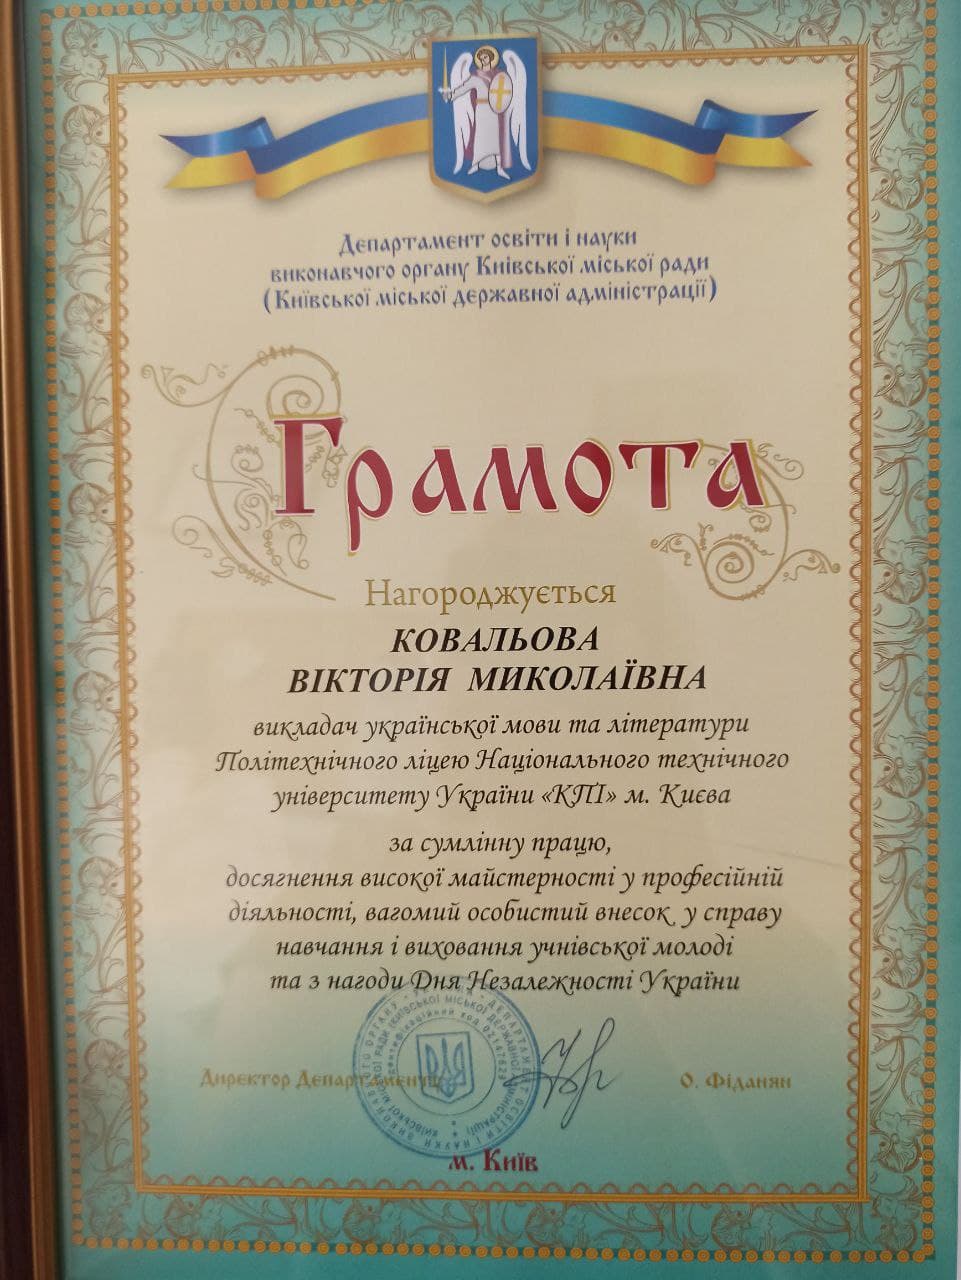 Департамент освіти і науки
виконавчого органу Київської міської ради
(Київської міської державної адміністрації)
Грамота
Нагороджується
КОВАЛЬОВА
ВІКТОРІЯ МИКОЛАЇВНА
викладач української мови та літератури
Політехнічного ліцею Національного технічного
університету України «КПІ» м. Києва
за сумлінну працю,
досягнення високої майстерності у професійній
діяльності, вагомий особистий внесок у справу
навчання і виховання учнівської молоді
та з нагоди Дня Незалежності України
Директор Департаменту
О. Фіданян
м. Київ